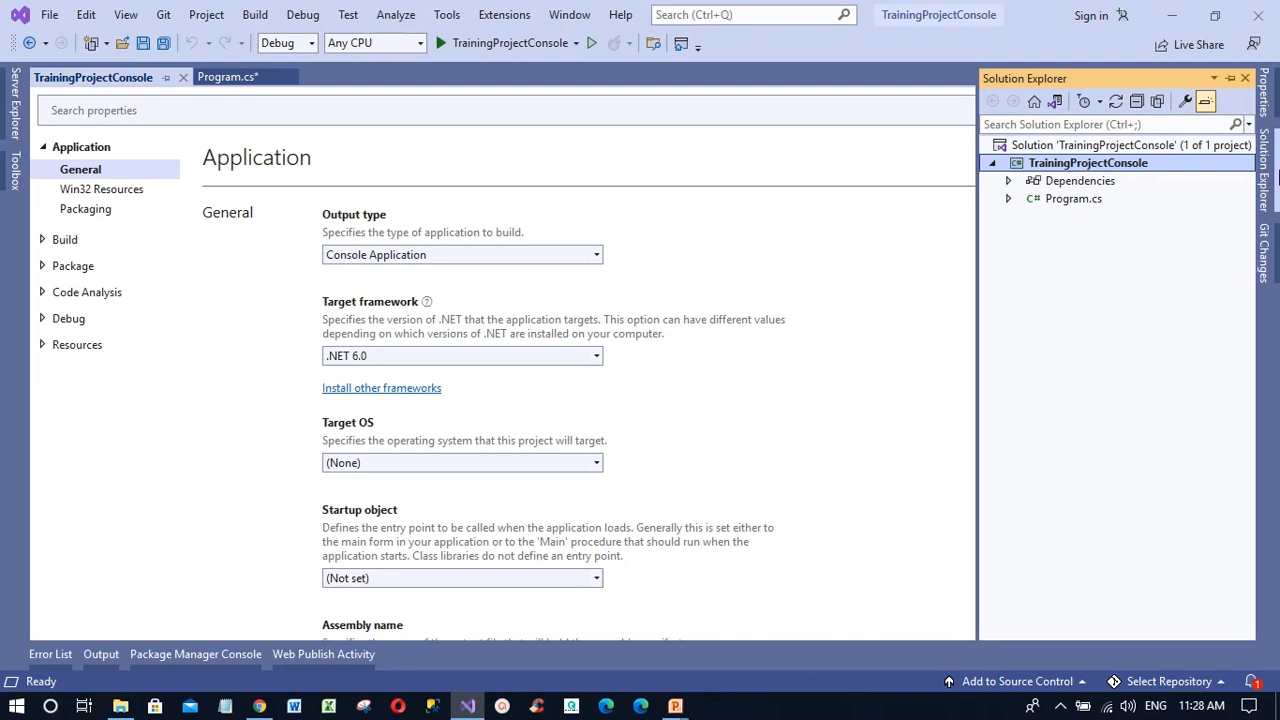 File Edit View Git Project Build Debug Test Analyze Tools Extensions Window Help Search (Ctrl+Q) TrainingProjectConsole Sign in
Debug Any CPU TrainingProjectConsole Live Share
Server Explorer
Toolbox
TrainingProjectConsole Program.cs*
Search properties
Application
General
Win32 Resources
Packaging
Build
Package
Code Analysis
Debug
Resources
Application
General
Output type
Specifies the type of application to build.
Console Application
Target framework ?
Specifies the version of .NET that the application targets. This option can have different values
depending on which versions of .NET are installed on your computer.
.NET 6.0
Install other frameworks
Target OS
Specifies the operating system that this project will target.
(None)
Startup object
Defines the entry point to be called when the application loads. Generally this is set either to
the main form in your application or to the 'Main' procedure that should run when the
application starts. Class libraries do not define an entry point.
(Not set)
Assembly name
Solution Explorer
Search Solution Explorer (Ctrl+;)
Solution 'TrainingProjectConsole' (1 of 1 project)
C# TrainingProjectConsole
Dependencies
C# Program.cs
Properties
Solution Explorer
Git Changes
Error List Output Package Manager Console Web Publish Activity
Ready Add to Source Control Select Repository 1
11:28 AM